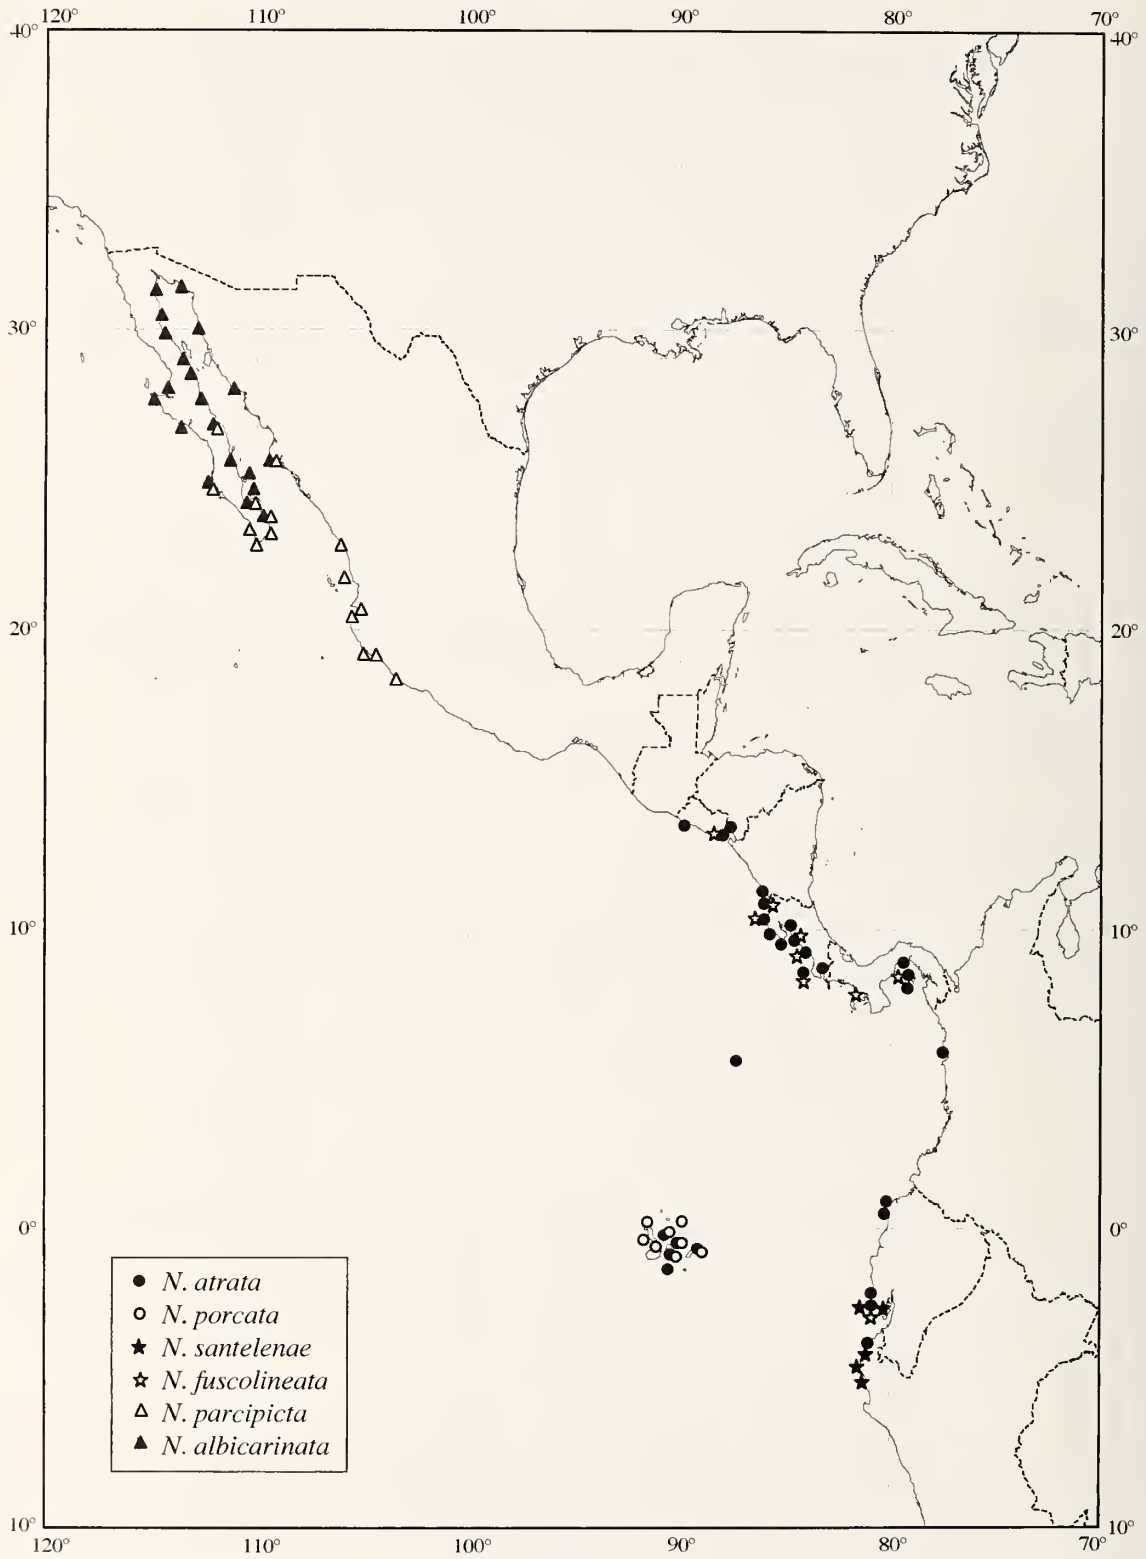 120° 110° 100° 90° 80° 70°
40° 40°
30° 30°
20° 20°
10° 10°
0° 0°
N. atrata
N. porcata
N. santelenae
N. fuscolineata
N. parcipicta
N. albicarinata
10° 10°
120° 110° 100° 90° 80° 70°